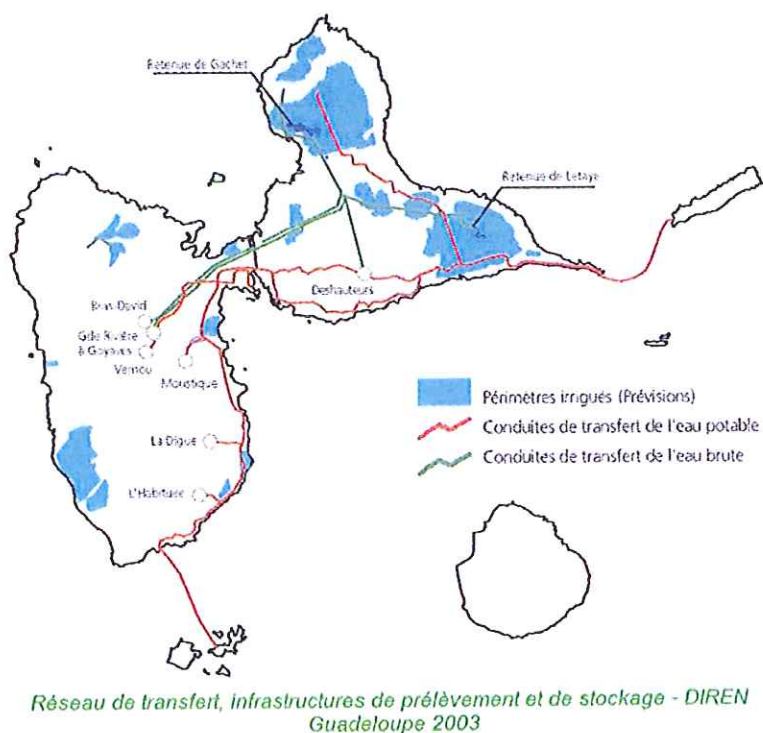 Retenue de Gachet
Retenue de Letaye
Deshauteurs
Bras-David
Gde Rivière
à Goyaves
Vernou
Moustique
La Digue
L'Habituée
Périmètres irrigués (Prévisions)
Conduites de transfert de l'eau potable
Conduites de transfert de l'eau brute
Réseau de transfert, infrastructures de prélèvement et de stockage - DIREN
Guadeloupe 2003